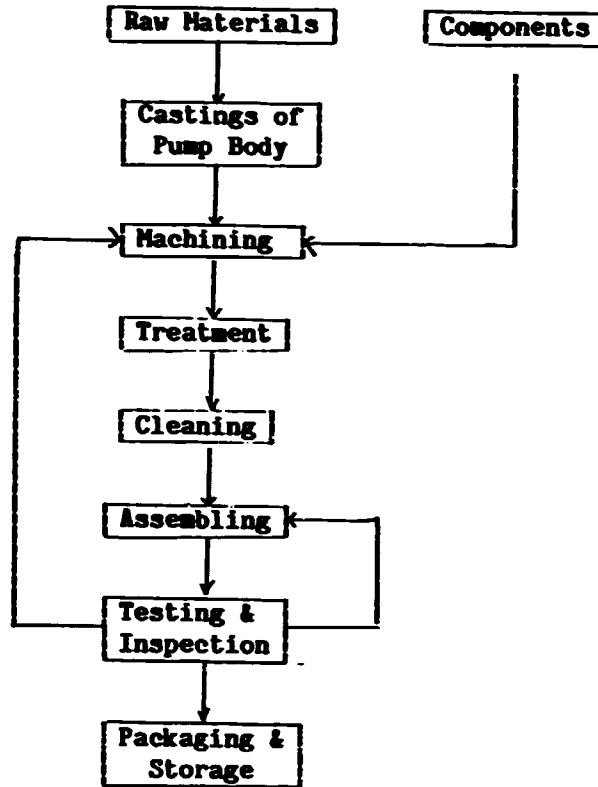 Raw Materials
Components
Castings of
Pump Body
Machining
Treatment
Cleaning
Assembling
Testing &
Inspection
Packaging &
Storage